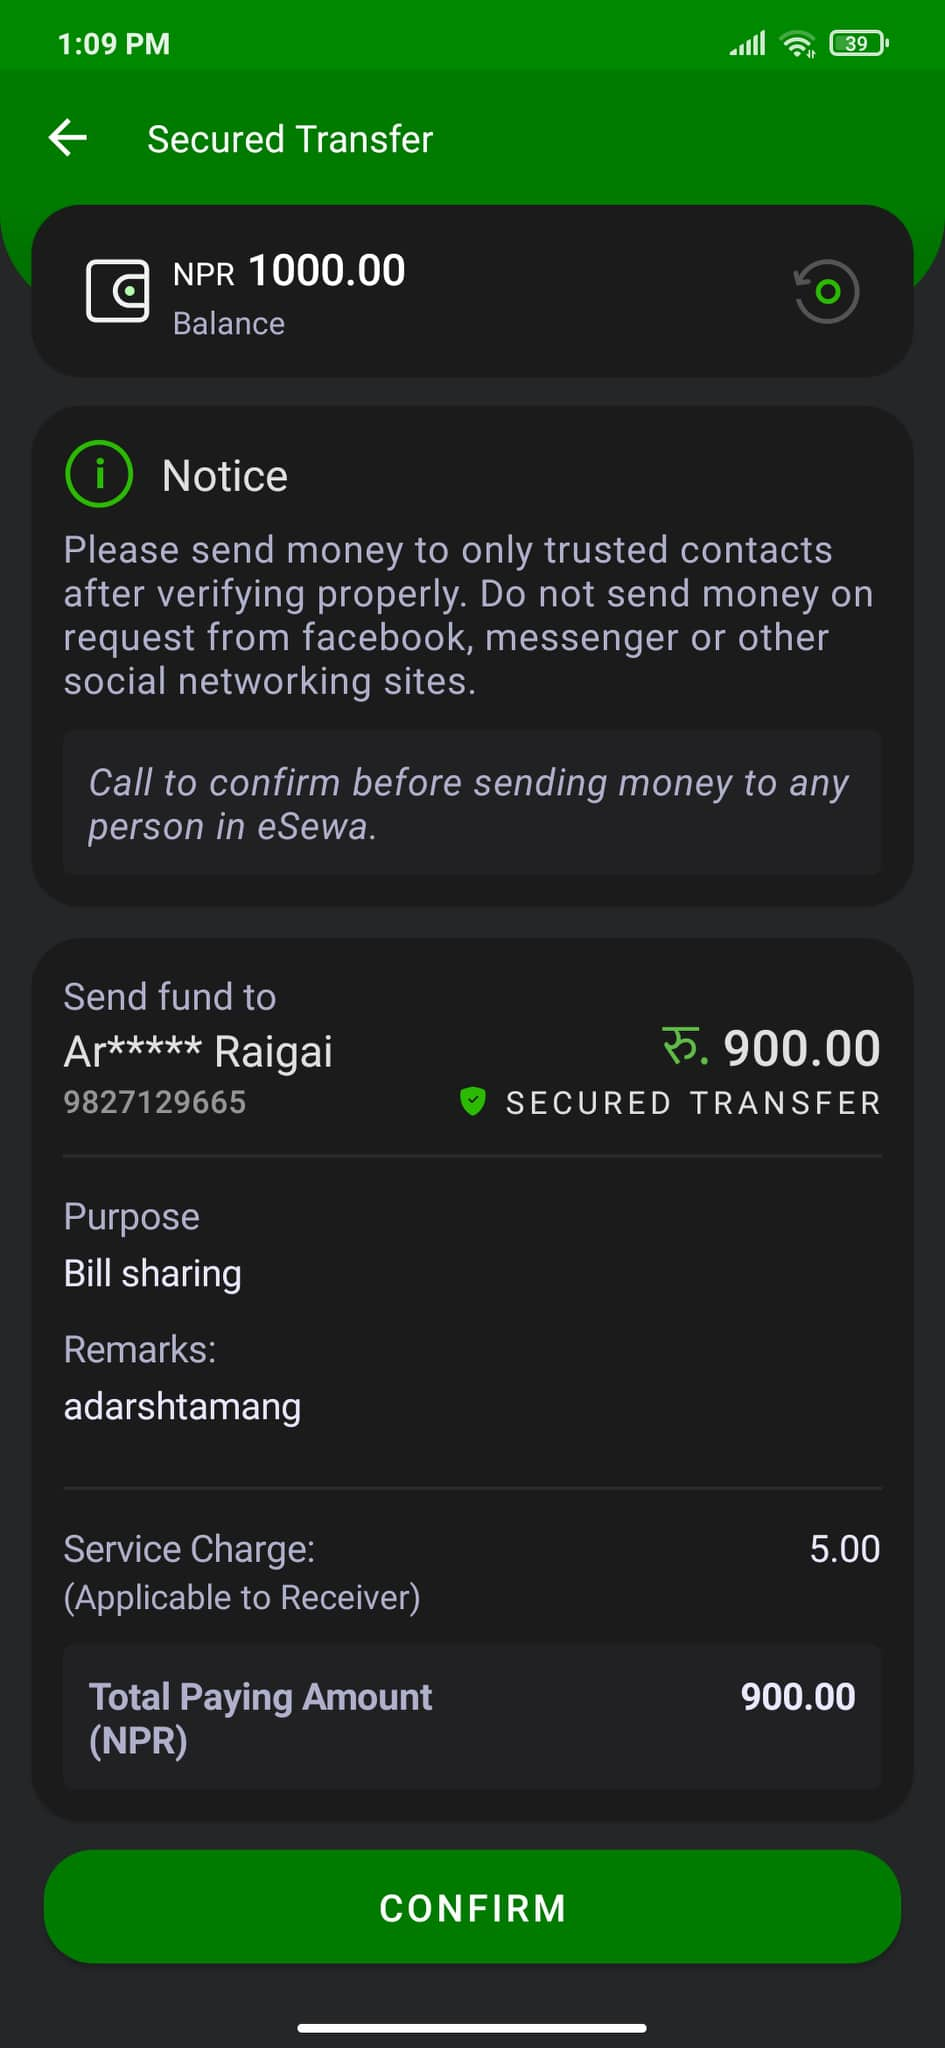 1:09 PM
39
Secured Transfer
NPR 1000.00
Balance
Notice
Please send money to only trusted contacts
after verifying properly. Do not send money on
request from facebook, messenger or other
social networking sites.
Call to confirm before sending money to any
person in eSewa.
Send fund to
Ar***** Raigai
रु. 900.00
9827129665
SECURED TRANSFER
Purpose
Bill sharing
Remarks:
adarshtamang
Service Charge:
5.00
(Applicable to Receiver)
Total Paying Amount
900.00
(NPR)
CONFIRM